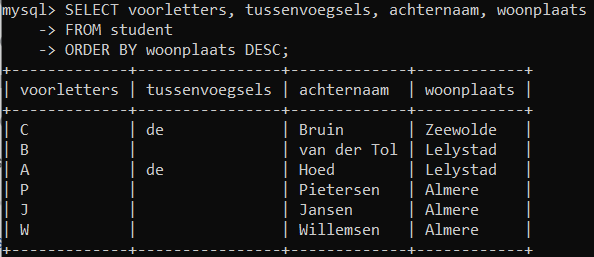 mysql> SELECT voorletters, tussenvoegsels, achternaam, woonplaats
    -> FROM student
    -> ORDER BY woonplaats DESC;
+-------------+----------------+-------------+------------+
| voorletters | tussenvoegsels | achternaam  | woonplaats |
+-------------+----------------+-------------+------------+
| C           | de             | Bruin       | Zeewolde   |
| B           |                | van der Tol | Lelystad   |
| A           | de             | Hoed        | Lelystad   |
| P           |                | Pietersen   | Almere     |
| J           |                | Jansen      | Almere     |
| W           |                | Willemsen   | Almere     |
+-------------+----------------+-------------+------------+